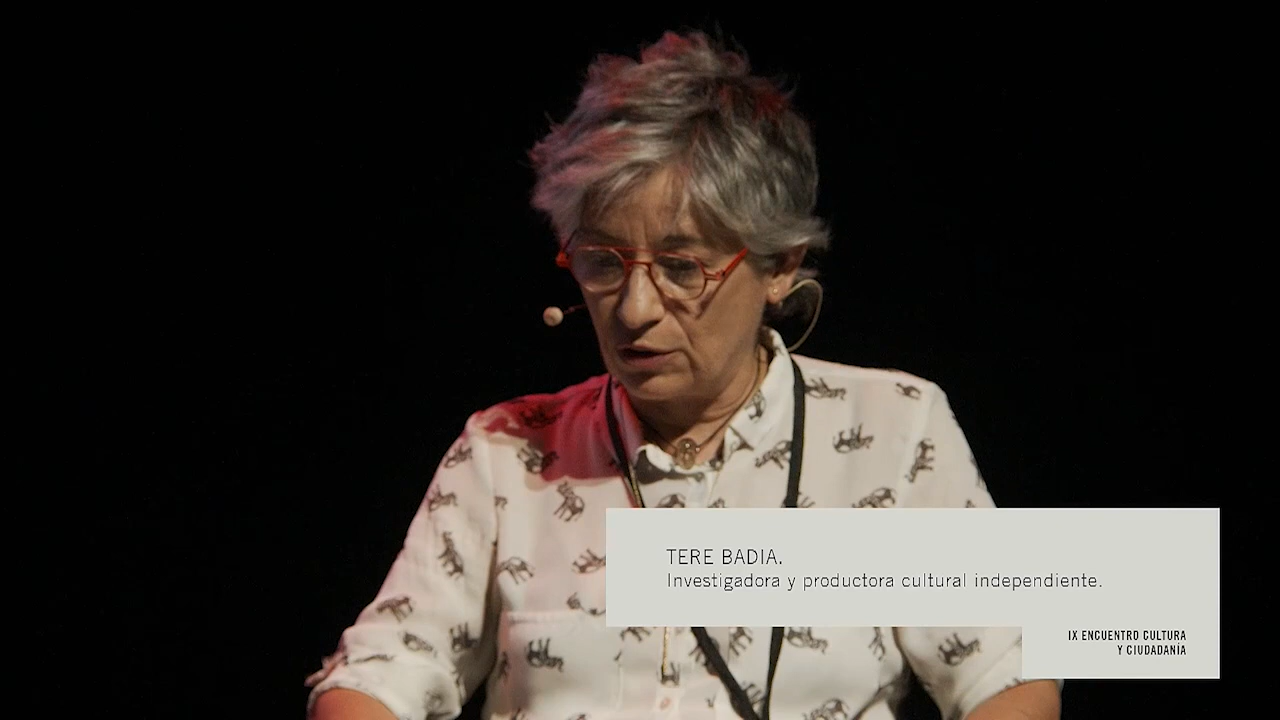 TERE BADIA.
Investigadora y productora cultural independiente.
IX ENCUENTRO CULTURA
Y CIUDADANÍA